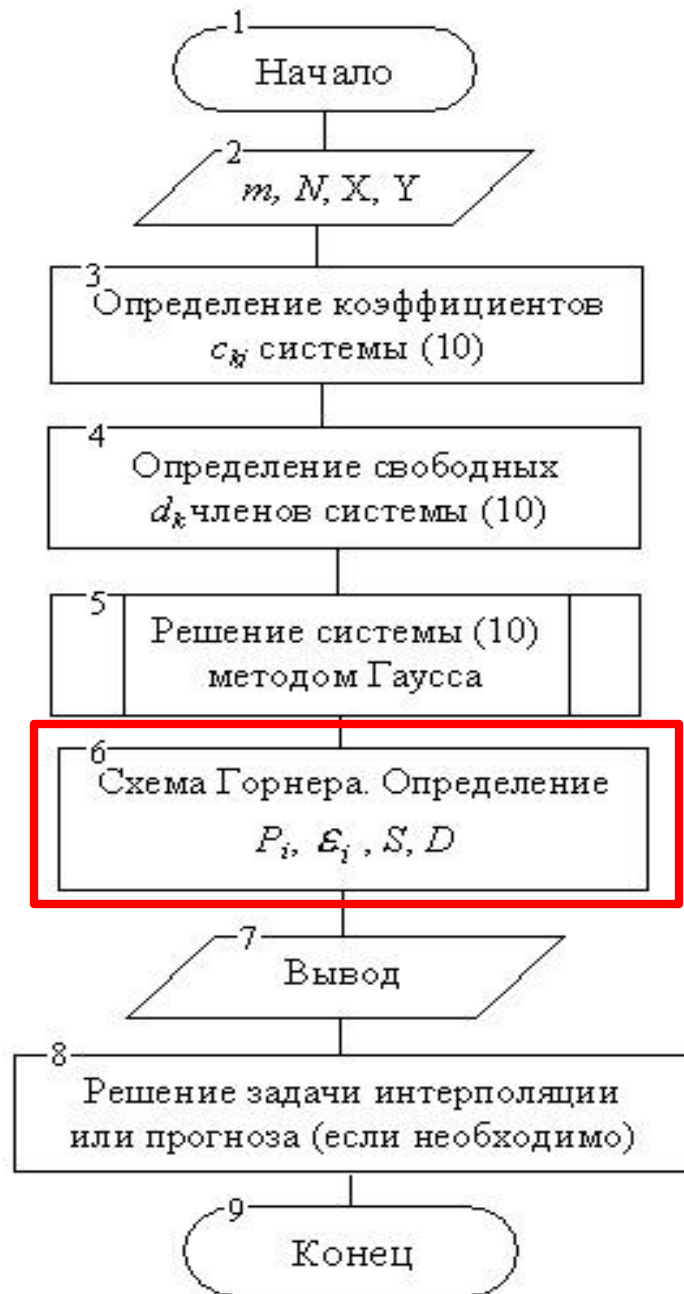 1
Начало
2
m, N, X, Y
3
Определение коэффициентов
c_kj системы (10)
4
Определение свободных
d_k членов системы (10)
5
Решение системы (10)
методом Гаусса
6
Схема Горнера. Определение
P_i, ε_i , S, D
7
Вывод
8
Решение задачи интерполяции
или прогноза (если необходимо)
9
Конец